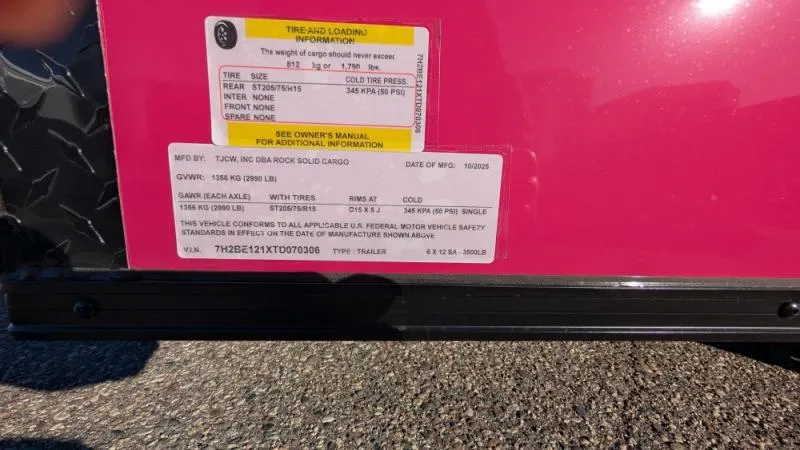 TIRE AND LOADING
INFORMATION
The weight of cargo should never exceed
812 kg or 1,790 lbs.
TIRE SIZE COLD TIRE PRESS.
REAR ST205/75/R15 345 KPA (50 PSI)
INTER NONE
FRONT NONE
SPARE NONE
SEE OWNER'S MANUAL
FOR ADDITIONAL INFORMATION
7H2BE121XTD070306
MFD BY: TJCW, INC DBA ROCK SOLID CARGO DATE OF MFG: 10/2025
GVWR: 1356 KG (2990 LB)
GAWR (EACH AXLE) WITH TIRES RIMS AT COLD
1356 KG (2990 LB) ST205/75/R15 D15 X 5 J 345 KPA (50 PSI) SINGLE
THIS VEHICLE CONFORMS TO ALL APPLICABLE U.S. FEDERAL MOTOR VEHICLE SAFETY
STANDARDS IN EFFECT ON THE DATE OF MANUFACTURE SHOWN ABOVE
V.I.N. 7H2BE121XTD070306 TYPE: TRAILER 6 X 12 SA - 3500LB